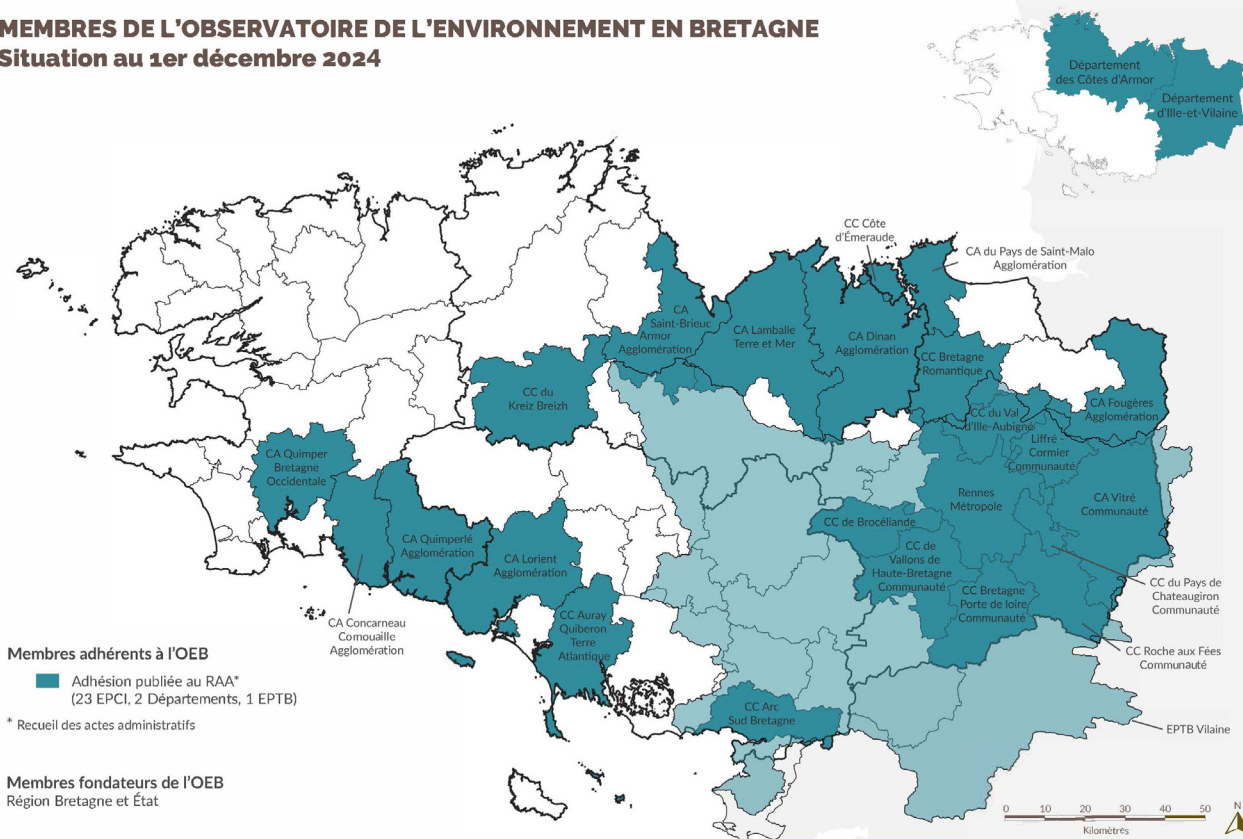 MEMBRES DE L'OBSERVATOIRE DE L'ENVIRONNEMENT EN BRETAGNE
Situation au 1er décembre 2024
Département
des Côtes d'Armor
Département
d'Ille-et-Vilaine
CC Côte
d'Émeraude
CA du Pays de Saint-Malo
Agglomération
CA
Saint-Brieuc
Armor
Agglomération
CA Lamballe
Terre et Mer
CA Dinan
Agglomération
CC Bretagne
Romantique
CC du
Kreiz Breizh
CC du Val
d'Ille-Aubigné
CA Fougères
Agglomération
Liffré -
Cormier
Communauté
CA Quimper
Bretagne
Occidentale
Rennes
Métropole
CA Vitré
Communauté
CC de Brocéliande
CA Quimperlé
Agglomération
CA Lorient
Agglomération
CC de
Vallons de
Haute-Bretagne
Communauté
CC Bretagne
Porte de loire
Communauté
CC du Pays de
Chateaugiron
Communauté
CA Concarneau
Cornouaille
Agglomération
CC Auray
Quiberon
Terre
Atlantique
CC Roche aux Fées
Communauté
CC Arc
Sud Bretagne
EPTB Vilaine
Membres adhérents à l'OEB
Adhésion publiée au RAA*
(23 EPCI, 2 Départements, 1 EPTB)
* Recueil des actes administratifs
Membres fondateurs de l'OEB
Région Bretagne et État
0 10 20 30 40 50
Kilomètres
N